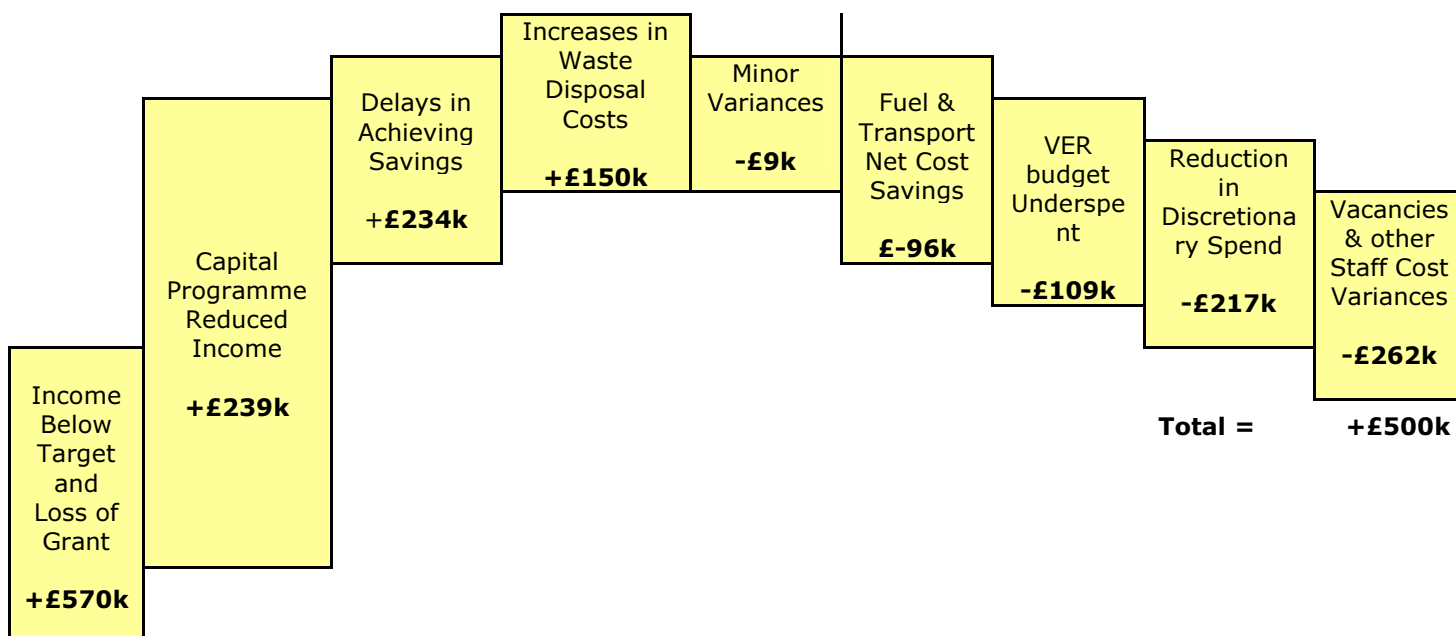 Income
Below
Target
and
Loss of
Grant
+£570k
Capital
Programme
Reduced
Income
+£239k
Delays in
Achieving
Savings
+£234k
Increases in
Waste
Disposal
Costs
+£150k
Minor
Variances
-£9k
Fuel &
Transport
Net Cost
Savings
£-96k
VER
budget
Underspe
nt
-£109k
Reduction
in
Discretiona
ry Spend
-£217k
Vacancies
& other
Staff Cost
Variances
-£262k
Total = +£500k